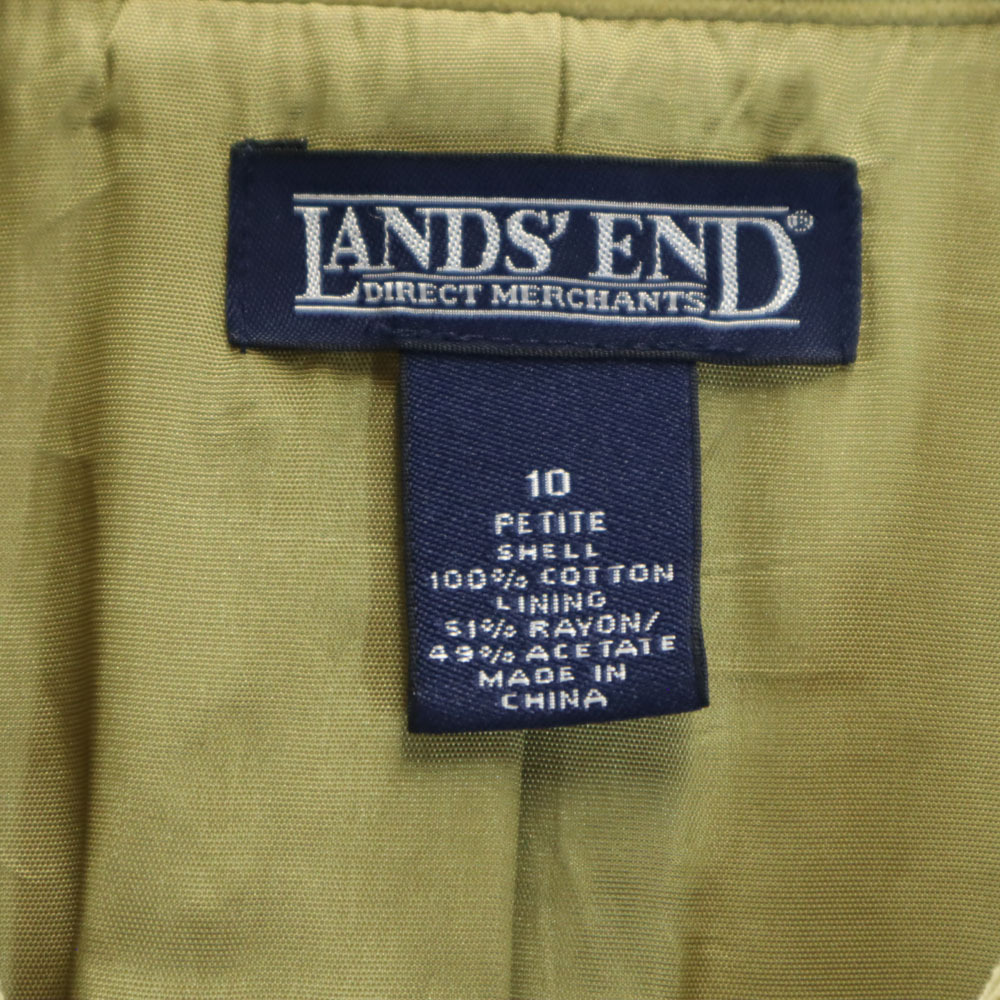 LANDS' END®
DIRECT MERCHANTS
10
PETITE
SHELL
100% COTTON
LINING
51% RAYON/
49% ACETATE
MADE IN
CHINA